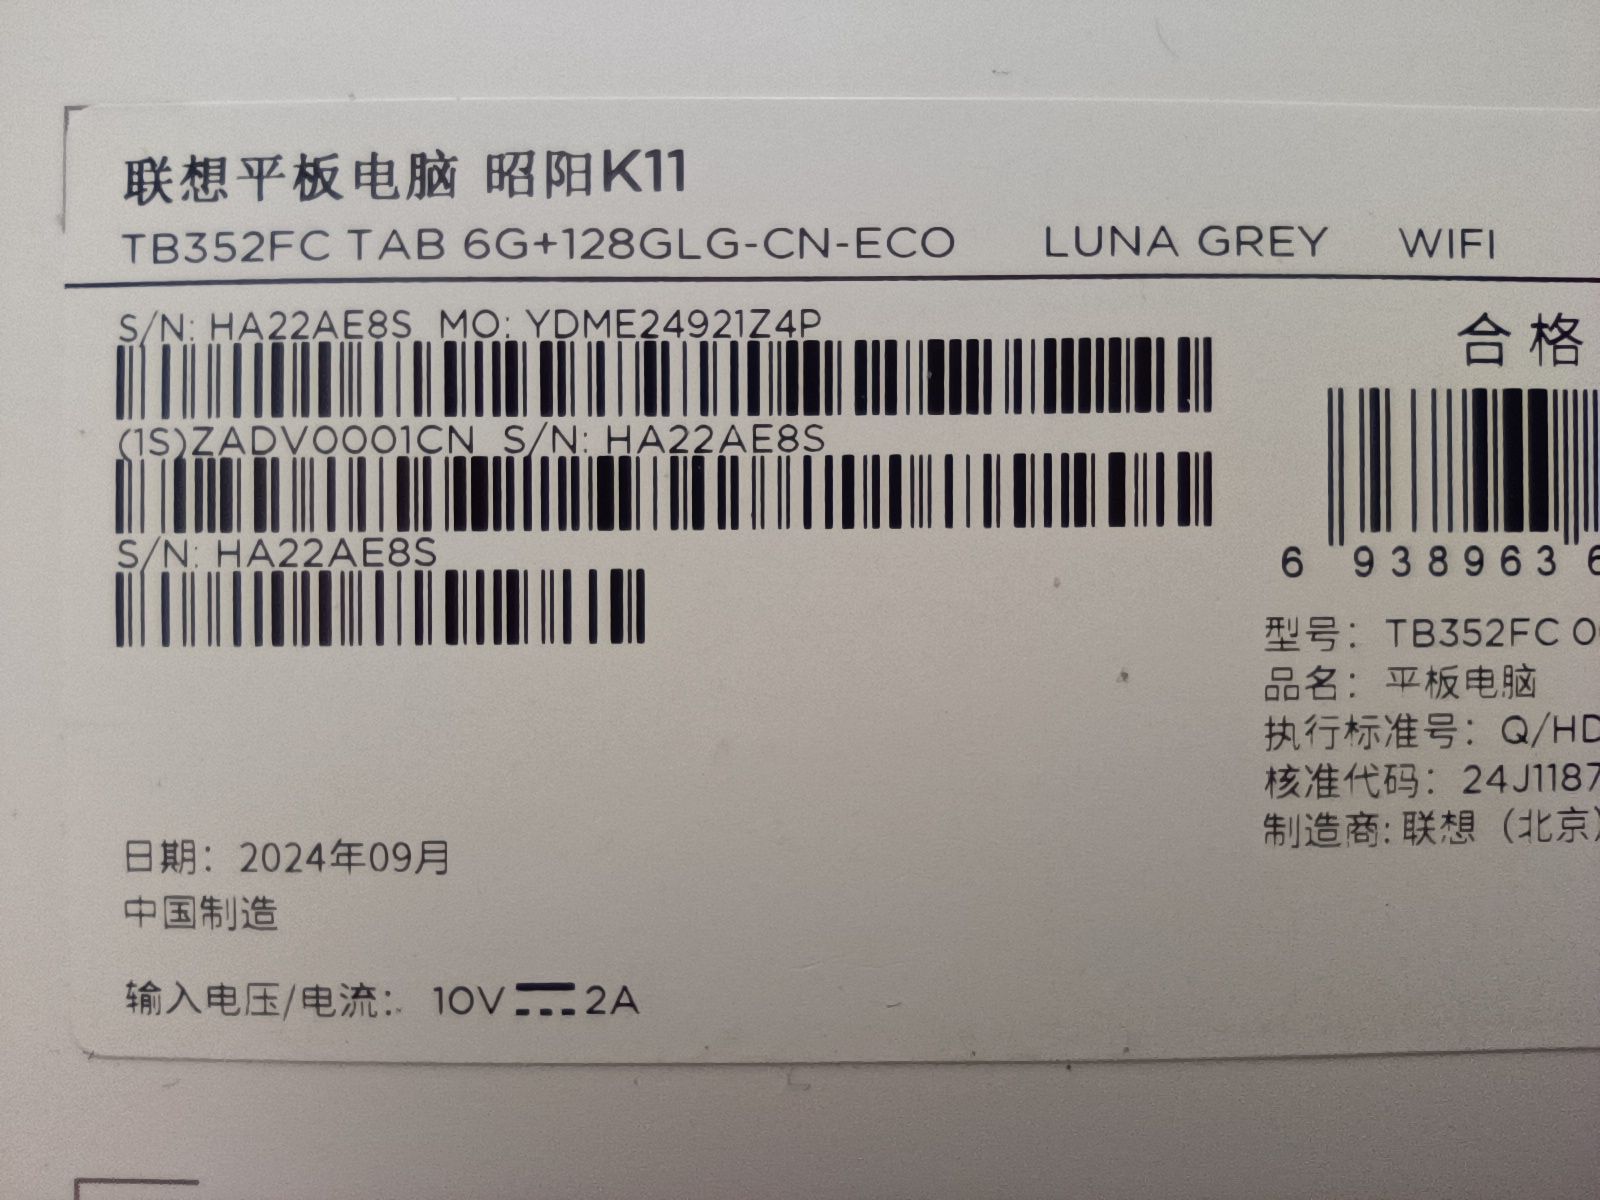 联想平板电脑 昭阳K11
TB352FC TAB 6G+128GLG-CN-ECO LUNA GREY WIFI
S/N: HA22AE8S MO: YDME24921Z4P
(1S)ZADV0001CN S/N: HA22AE8S
S/N: HA22AE8S
合格
6 938963 6
型号： TB352FC 0
品名： 平板电脑
执行标准号： Q/HD
核准代码： 24J1187
制造商: 联想（北京）
日期： 2024年09月
中国制造
输入电压/电流： 10V⎓2A